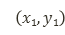 (x₁, y₁)